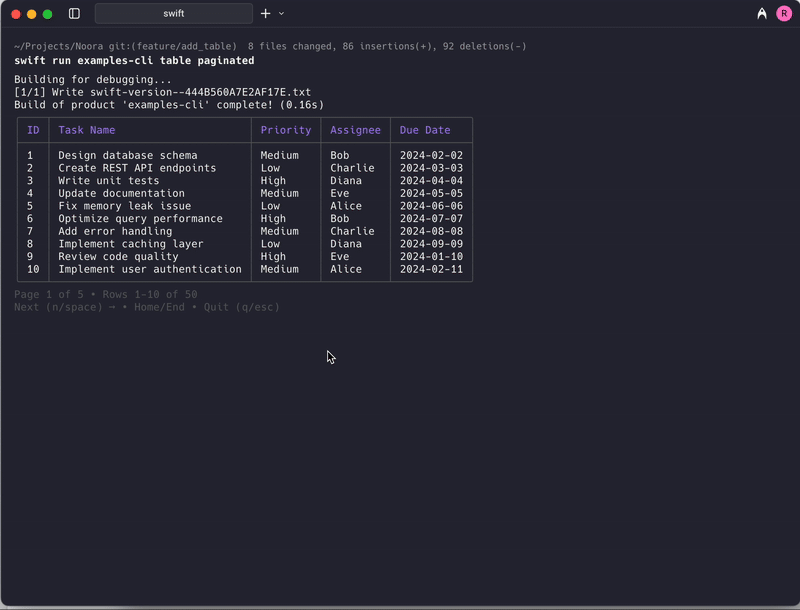 swift
R
~/Projects/Noora git:(feature/add_table) 8 files changed, 86 insertions(+), 92 deletions(-)
swift run examples-cli table paginated
Building for debugging...
[1/1] Write swift-version--444B560A7E2AF17E.txt
Build of product 'examples-cli' complete! (0.16s)
ID Task Name Priority Assignee Due Date
1 Design database schema Medium Bob 2024-02-02
2 Create REST API endpoints Low Charlie 2024-03-03
3 Write unit tests High Diana 2024-04-04
4 Update documentation Medium Eve 2024-05-05
5 Fix memory leak issue Low Alice 2024-06-06
6 Optimize query performance High Bob 2024-07-07
7 Add error handling Medium Charlie 2024-08-08
8 Implement caching layer Low Diana 2024-09-09
9 Review code quality High Eve 2024-01-10
10 Implement user authentication Medium Alice 2024-02-11
Page 1 of 5 • Rows 1-10 of 50
Next (n/space) → • Home/End • Quit (q/esc)